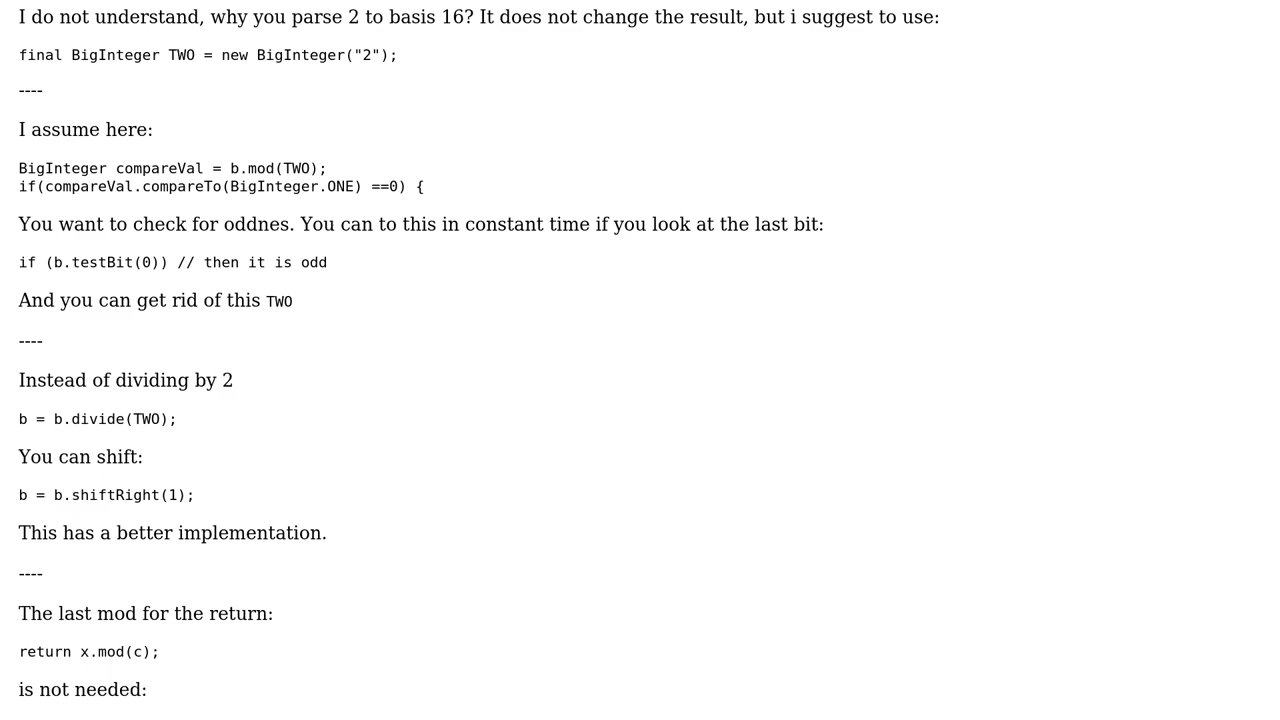 I do not understand, why you parse 2 to basis 16? It does not change the result, but i suggest to use:
final BigInteger TWO = new BigInteger("2");
----
I assume here:
BigInteger compareVal = b.mod(TWO);
if(compareVal.compareTo(BigInteger.ONE) ==0) {
You want to check for oddnes. You can to this in constant time if you look at the last bit:
if (b.testBit(0)) // then it is odd
And you can get rid of this TWO
----
Instead of dividing by 2
b = b.divide(TWO);
You can shift:
b = b.shiftRight(1);
This has a better implementation.
----
The last mod for the return:
return x.mod(c);
is not needed: